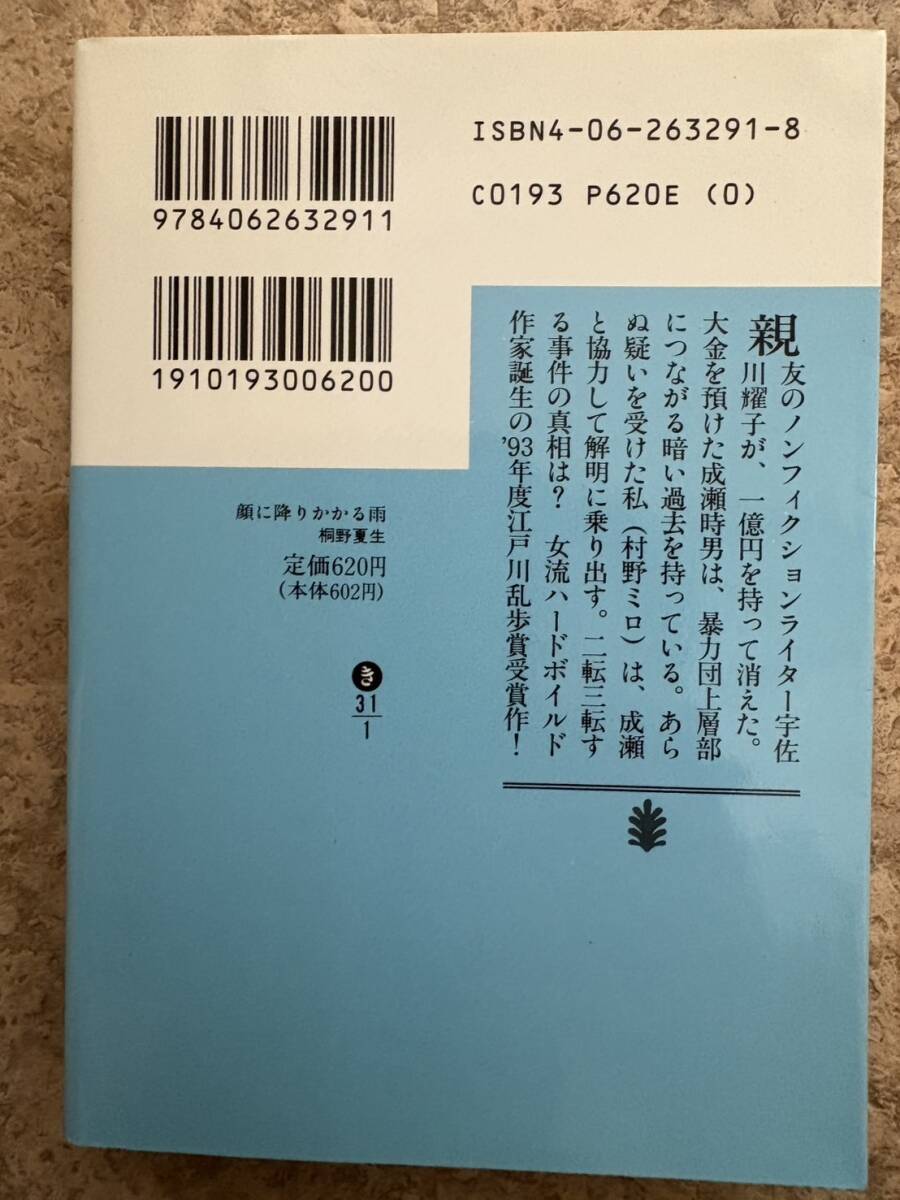 ISBN4-06-263291-8
C0193 P620E (0)
9784062632911
1910193006200
親友のノンフィクションライター宇佐
川耀子が、一億円を持って消えた。
大金を預けた成瀬時男は、暴力団上層部
につながる暗い過去を持っている。あら
ぬ疑いを受けた私（村野ミロ）は、成瀬
と協力して解明に乗り出す。二転三転す
る事件の真相は？　女流ハードボイルド
作家誕生の'93年度江戸川乱歩賞受賞作！
顔に降りかかる雨
桐野夏生
定価620円
(本体602円)
き
31
1